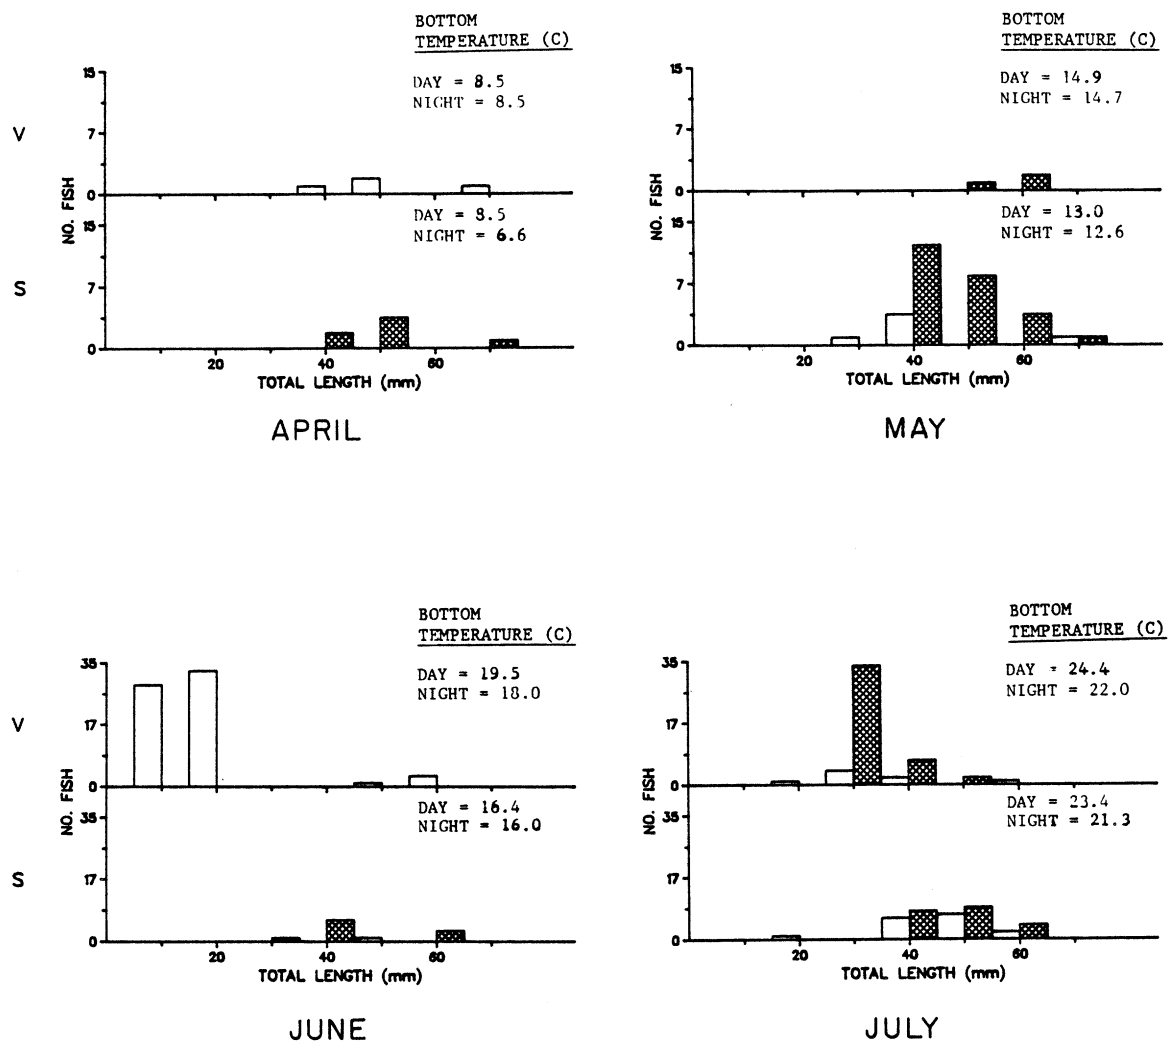 BOTTOM
TEMPERATURE (C)
DAY = 8.5
NIGHT = 8.5
15
7
0
V
NO. FISH
DAY = 8.5
NIGHT = 6.6
15
7
0
S
20 40 60
TOTAL LENGTH (mm)
APRIL
BOTTOM
TEMPERATURE (C)
DAY = 14.9
NIGHT = 14.7
15
7
0
NO. FISH
DAY = 13.0
NIGHT = 12.6
15
7
0
20 40 60
TOTAL LENGTH (mm)
MAY
BOTTOM
TEMPERATURE (C)
DAY = 19.5
NIGHT = 18.0
35
17
0
V
NO. FISH
DAY = 16.4
NIGHT = 16.0
35
17
0
S
20 40 60
TOTAL LENGTH (mm)
JUNE
BOTTOM
TEMPERATURE (C)
DAY = 24.4
NIGHT = 22.0
35
17
0
NO. FISH
DAY = 23.4
NIGHT = 21.3
35
17
0
20 40 60
TOTAL LENGTH (mm)
JULY